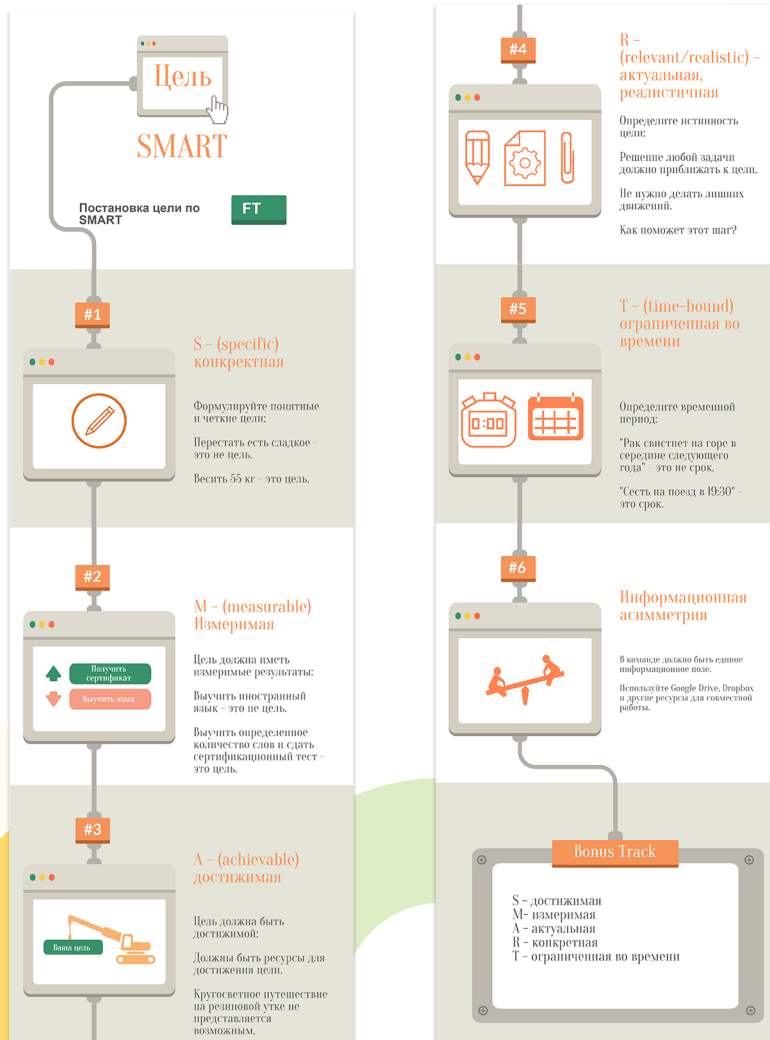 Цель
SMART
Постановка цели по
SMART
FT
#1
S - (specific)
конкректная
Формулируйте понятные
и четкие цели:
Перестать есть сладкое -
это не цель.
Весить 55 кг - это цель.
#2
M - (measurable)
Измеримая
Получить
сертификат
Выучить язык
Цель должна иметь
измеримые результаты:
Выучить иностранный
язык - это не цель.
Выучить определенное
количество слов и сдать
сертификационный тест -
это цель.
#3
A - (achievable)
достижимая
Ваша цель
Цель должна быть
достижимой:
Должны быть ресурсы для
достижения цели.
Кругосветное путешествие
на резиновой утке не
представляется
возможным.
#4
R -
(relevant/realistic) -
актуальная,
реалистичная
Определите истинность
цели:
Решение любой задачи
должно приближать к цели.
Не нужно делать лишних
движений.
Как поможет этот шаг?
#5
T - (time-bound)
ограниченная во
времени
00:00
Определите временной
период:
"Рак свистнет на горе в
середине следующего
года" - это не срок.
"Сесть на поезд в 19:30" -
это срок.
#6
Информационная
асимметрия
В команде должно быть единое
информационное поле.
Используйте Google Drive, Dropbox
и другие ресурсы для совместной
работы.
Bonus Track
S - достижимая
M- измеримая
A - актуальная
R - конкретная
T - ограниченная во времени